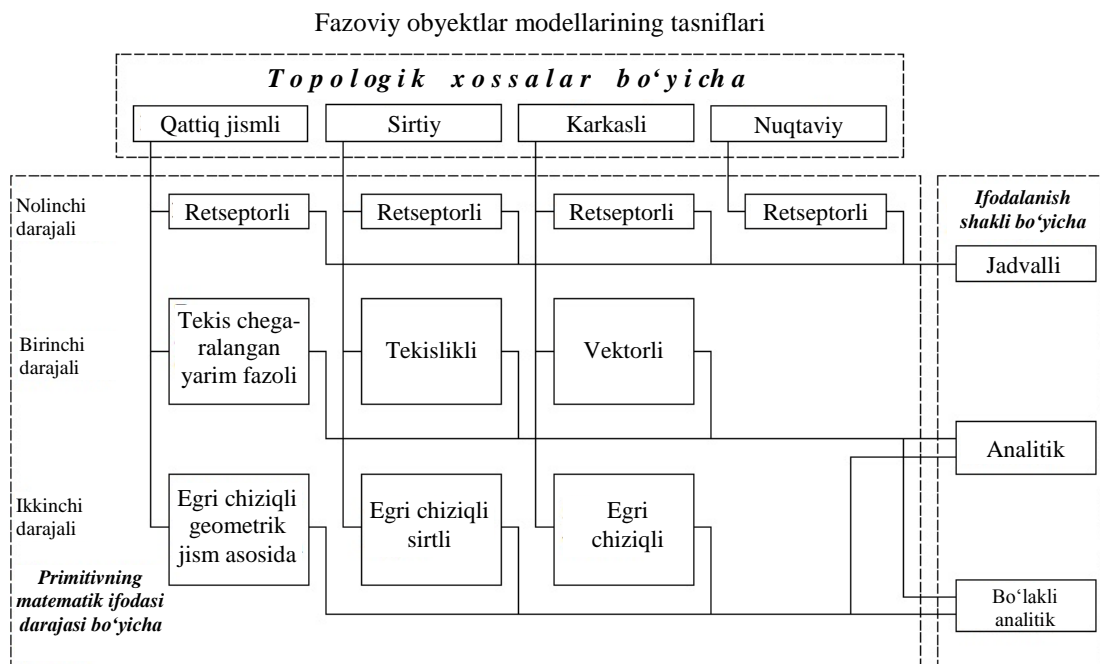 Fazoviy obyektlar modellarining tasniflari
Topologik xossalar bo‘yicha
Qattiq jismli
Sirtiy
Karkasli
Nuqtaviy
Nolinchi
darajali
Retseptorli
Retseptorli
Retseptorli
Retseptorli
Ifodalanish
shakli bo‘yicha
Jadvalli
Birinchi
darajali
Tekis chega-
ralangan
yarim fazoli
Tekislikli
Vektorli
Analitik
Ikkinchi
darajali
Egri chiziqli
geometrik
jism asosida
Egri chiziqli
sirtli
Egri
chiziqli
Primitivning
matematik ifodasi
darajasi bo‘yicha
Bo‘lakli
analitik